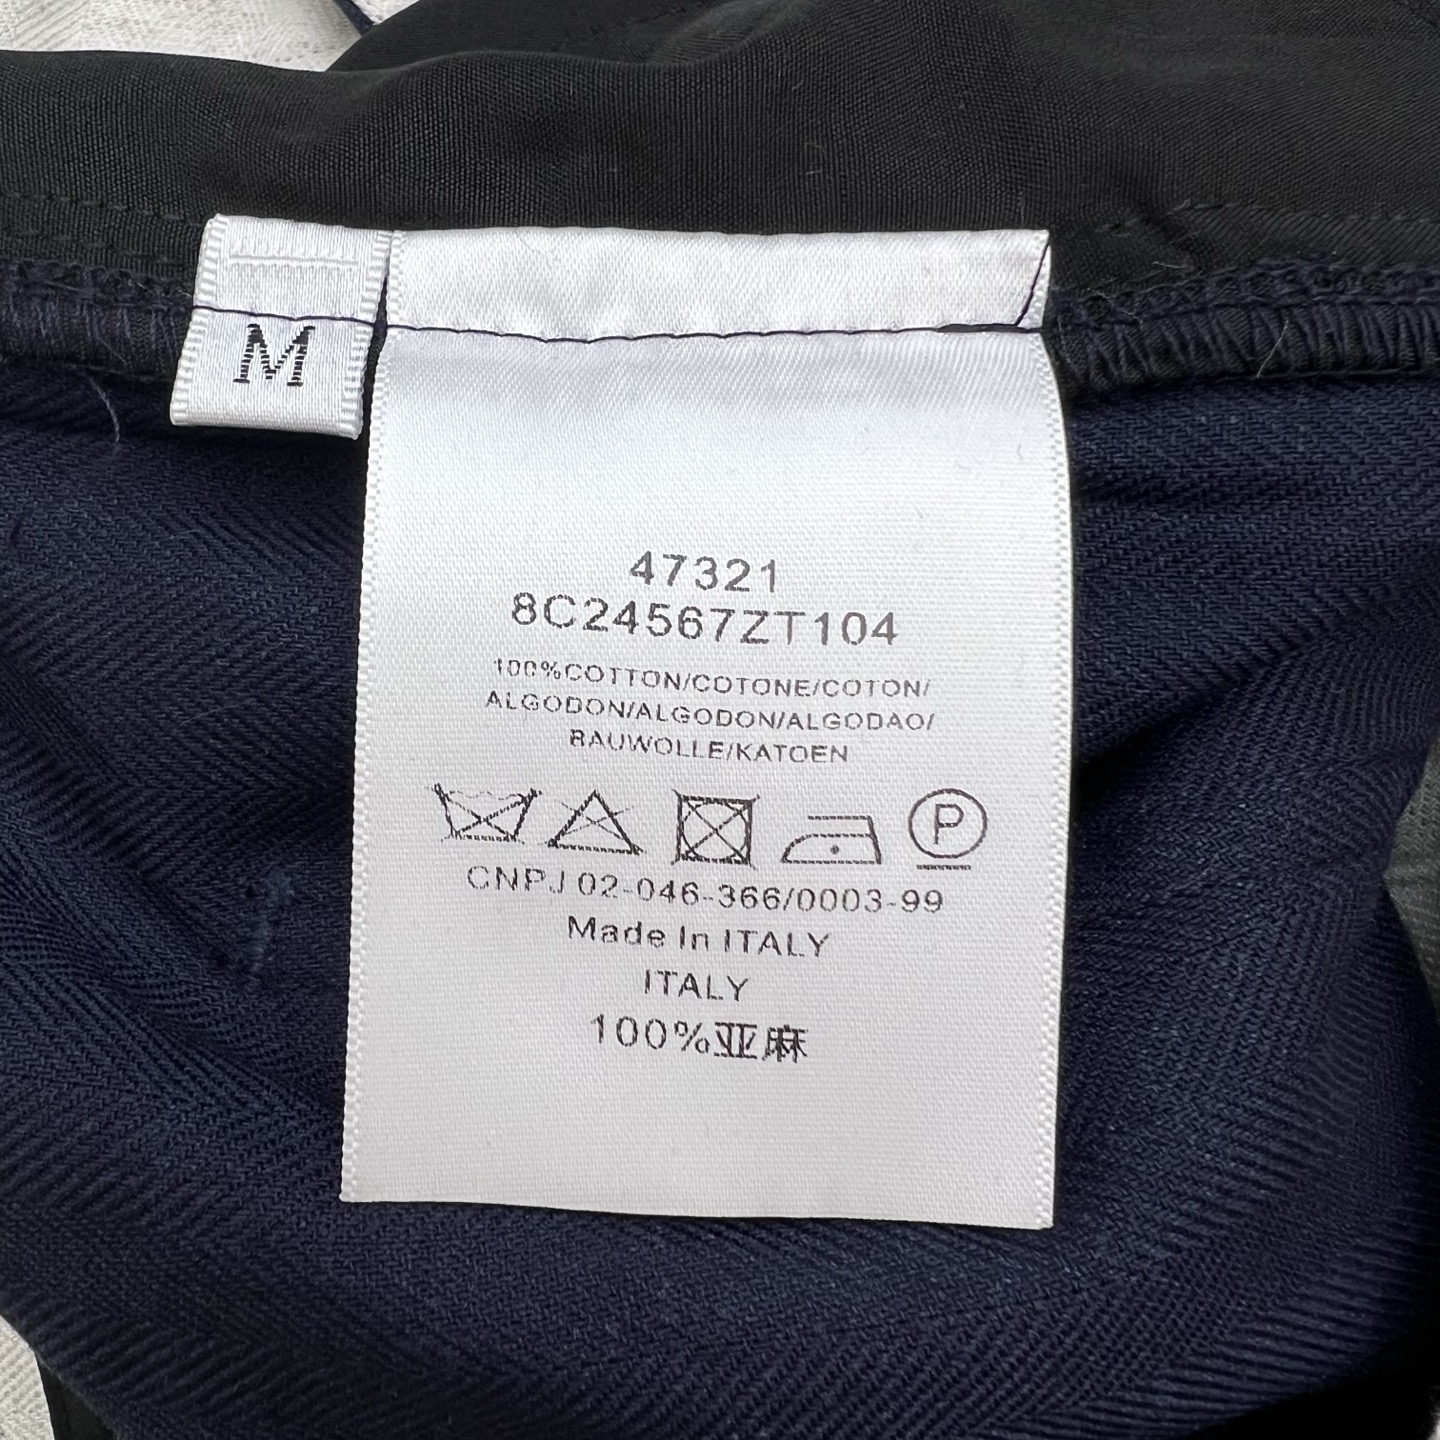 M
47321
8C24567ZT104
100%COTTON/COTONE/COTON/
ALGODON/ALGODON/ALGODAO/
BAUWOLLE/KATOEN
P
CNPJ 02-046-366/0003-99
Made In ITALY
ITALY
100%亚麻